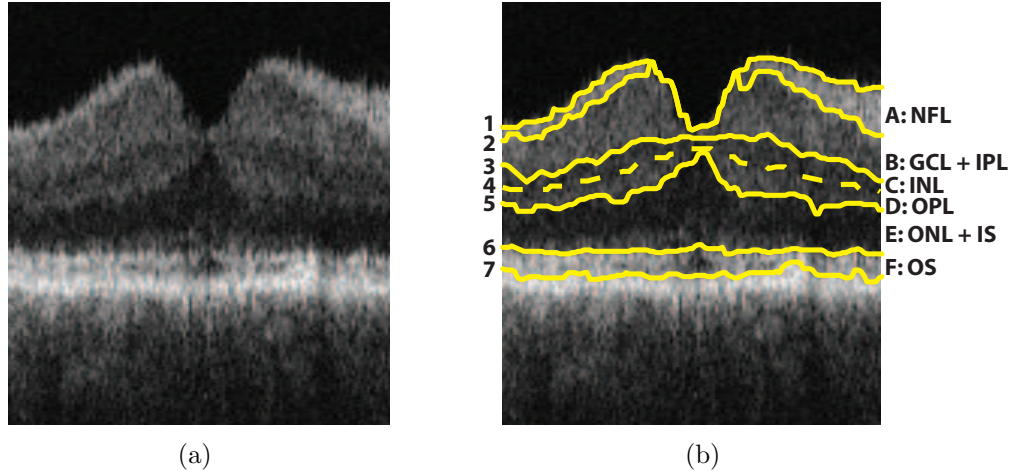 1
2
3
4
5
6
7
A: NFL
B: GCL + IPL
C: INL
D: OPL
E: ONL + IS
F: OS
(a)
(b)